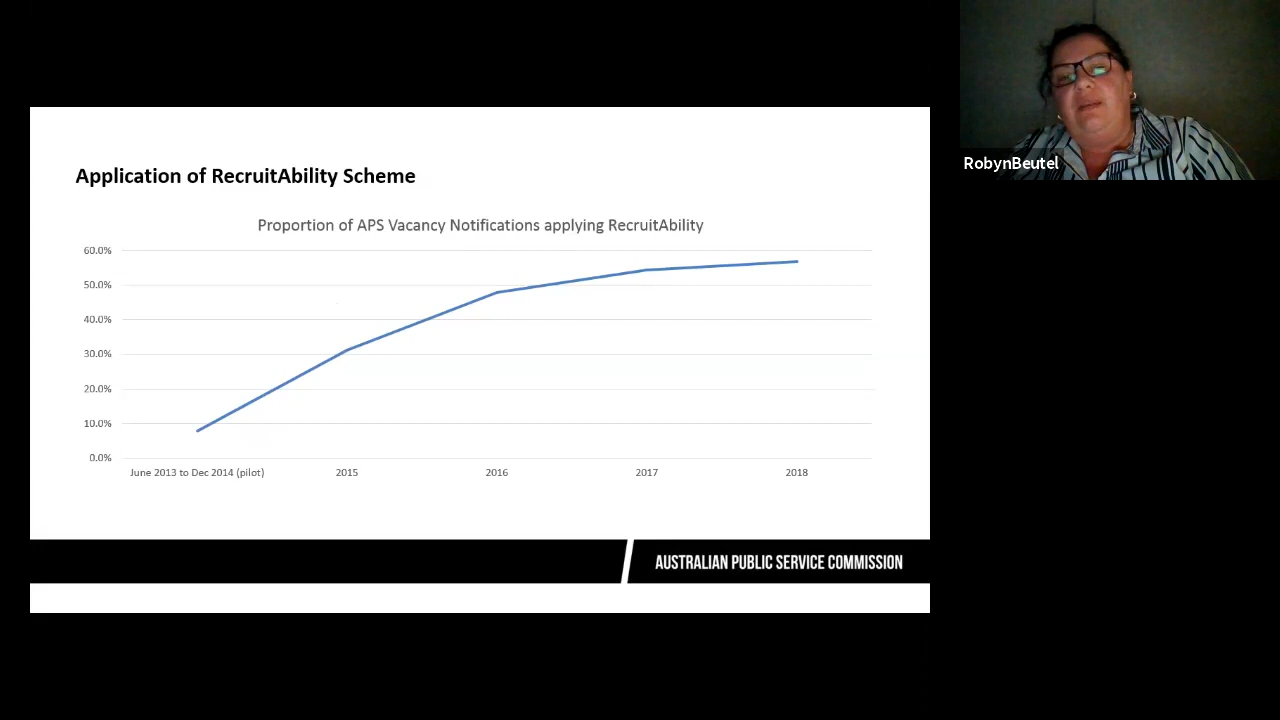 RobynBeutel
Application of RecruitAbility Scheme
Proportion of APS Vacancy Notifications applying RecruitAbility
60.0%
50.0%
40.0%
30.0%
20.0%
10.0%
0.0%
June 2013 to Dec 2014 (pilot) 2015 2016 2017 2018
AUSTRALIAN PUBLIC SERVICE COMMISSION